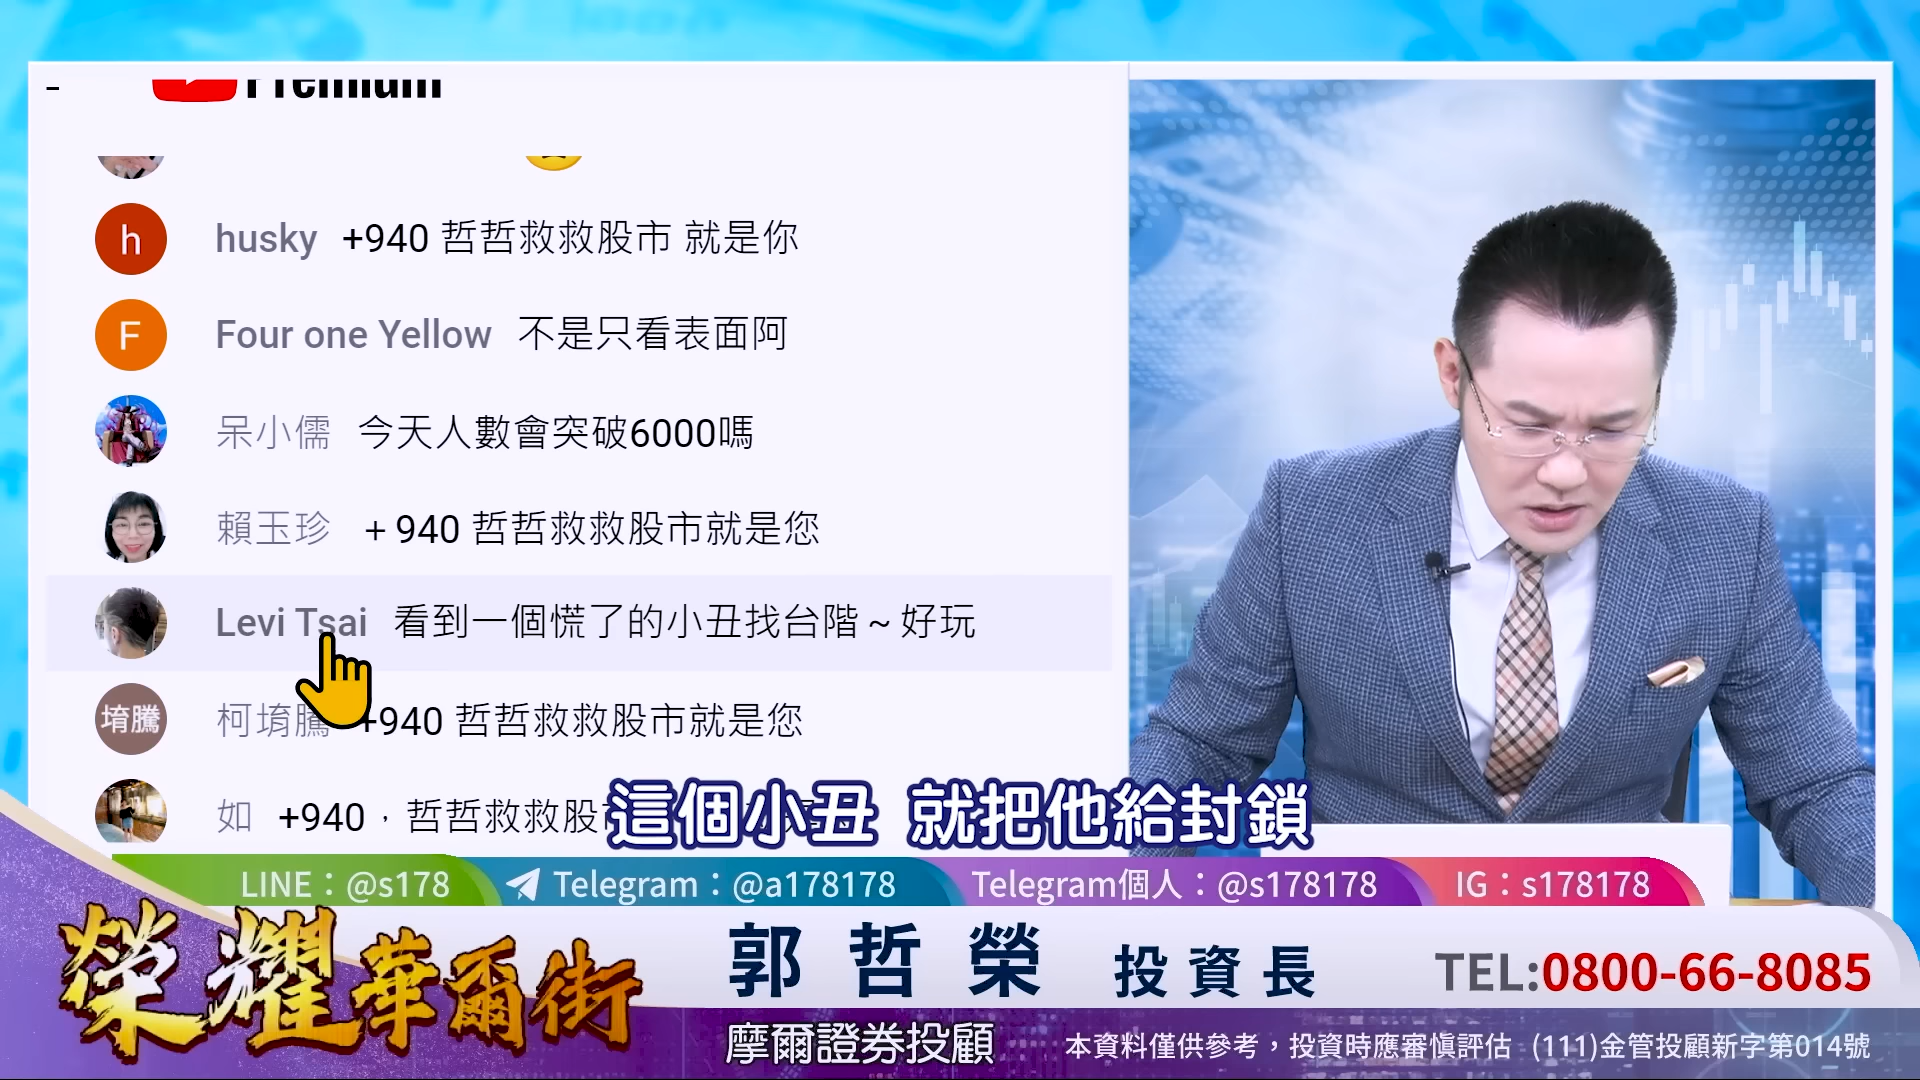 Premium
h husky +940 哲哲救救股市 就是你
F Four one Yellow 不是只看表面阿
呆小儒 今天人數會突破6000嗎
賴玉珍 +940 哲哲救救股市就是您
Levi Tsai 看到一個慌了的小丑找台階~好玩
堉騰 柯堉騰 +940 哲哲救救股市就是您
如 +940,哲哲救救股
這個小丑 就把他給封鎖
LINE:@s178 Telegram:@a178178 Telegram個人:@s178178 IG:s178178
榮耀華爾街
郭哲榮 投資長 TEL:0800-66-8085
摩爾證券投顧 本資料僅供參考,投資時應審慎評估 (111)金管投顧新字第014號